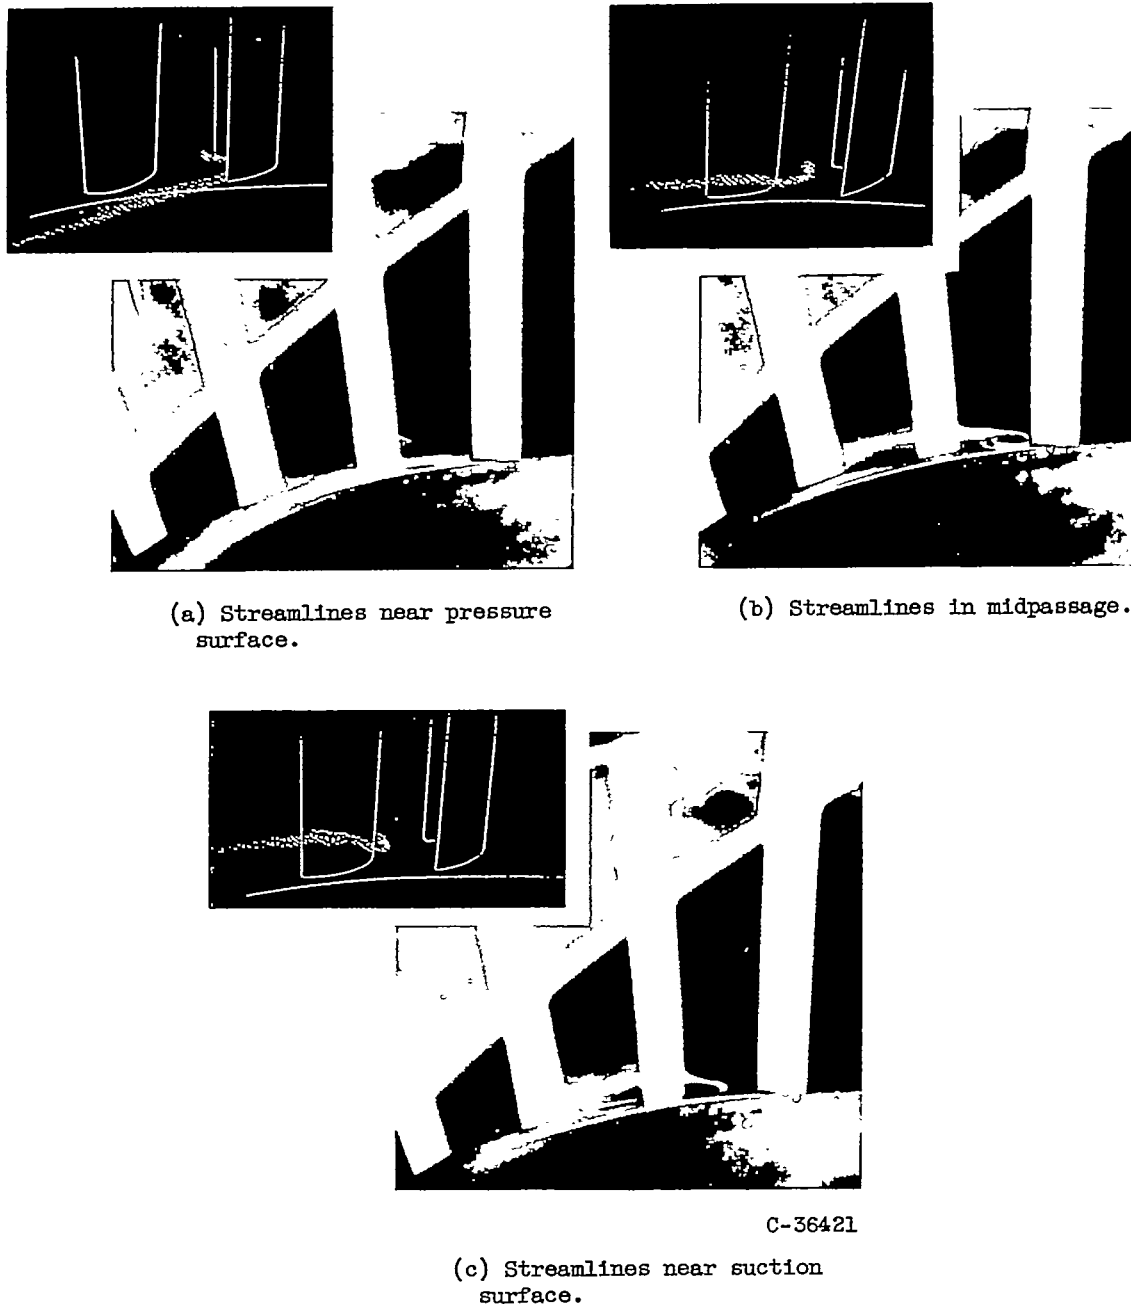 (a) Streamlines near pressure
surface.
(b) Streamlines in midpassage.
C-36421
(c) Streamlines near suction
surface.